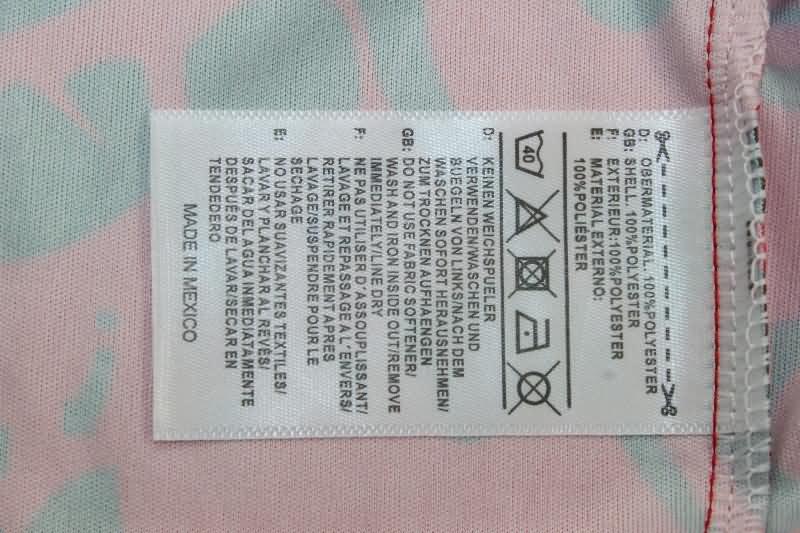 D: OBERMATERIAL. 100%POLYESTER
GB: SHELL. 100%POLYESTER
F: EXTERIEUR:100%POLYESTER
E: MATERIAL EXTERNO:
100%POLIÉSTER
40
D: KEINEN WEICHSPUELER
VERWENDEN/WASCHEN UND
BUEGELN VON LINKS/NACH DEM
WASCHEN SOFORT HERAUSNEHMEN/
ZUM TROCKNEN AUFHAENGEN
GB: DO NOT USE FABRIC SOFTENER/
WASH AND IRON INSIDE OUT/REMOVE
IMMEDIATELY/LINE DRY
F: NE PAS UTILISER D'ASSOUPLISSANT/
LAVAGE ET REPASSAGE A L'ENVERS/
RETIRER RAPIDEMENT APRES
LAVAGE/SUSPENDRE POUR LE
SECHAGE
E: NO USAR SUAVIZANTES TEXTILES/
LAVAR Y PLANCHAR AL REVÉS/
SACAR DEL AGUA INMEDIATAMENTE
DESPUÉS DE LAVAR/SECAR EN
TENDEDERO
MADE IN MEXICO